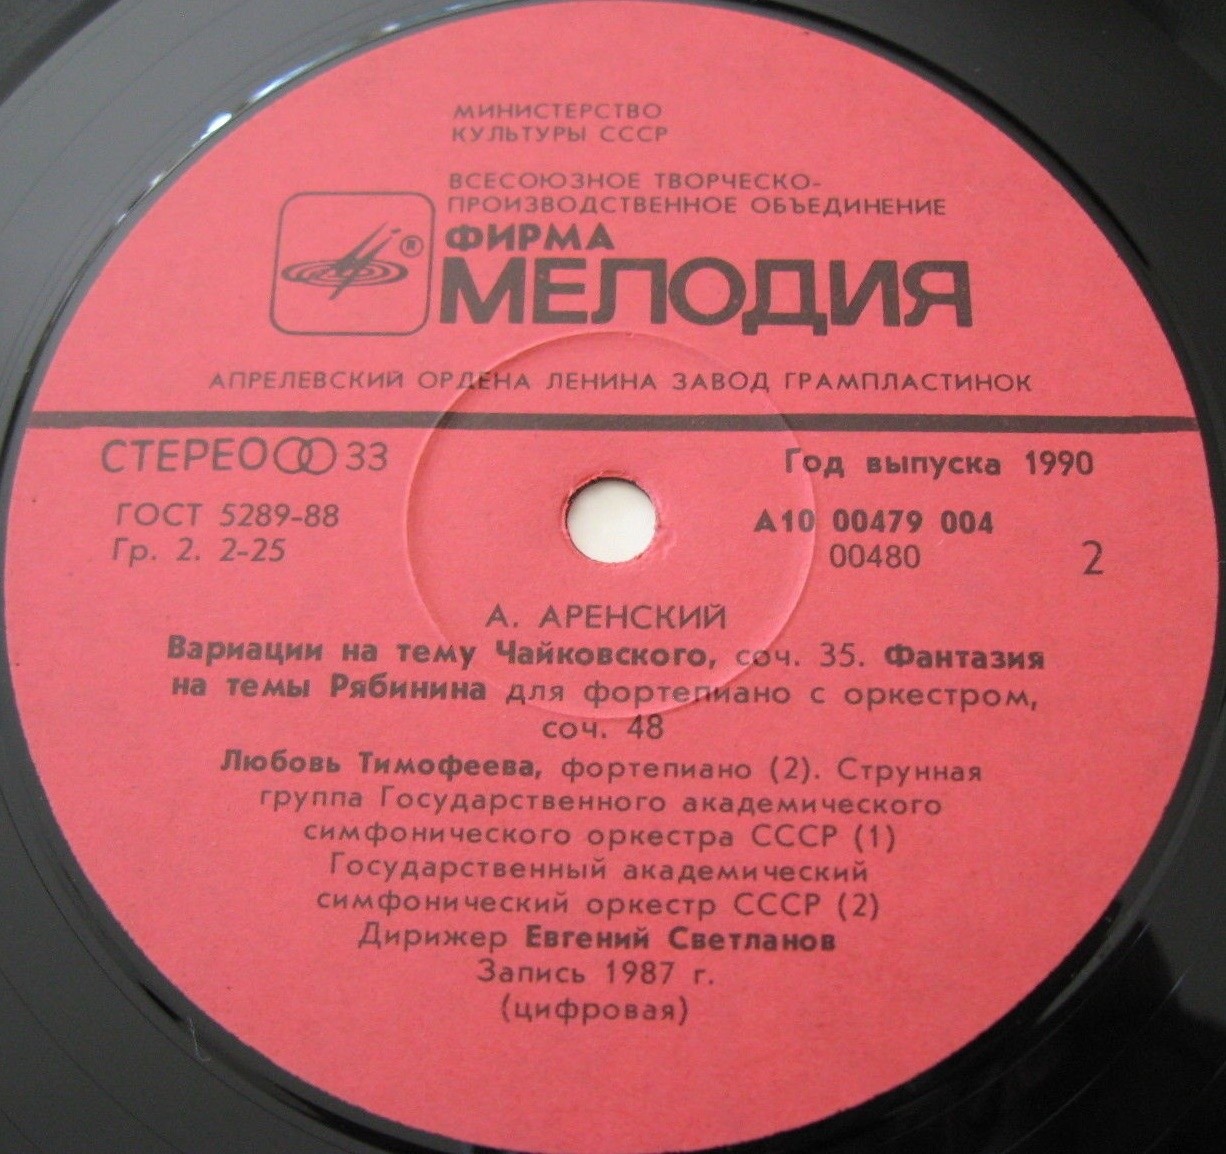 МИНИСТЕРСТВО
КУЛЬТУРЫ СССР
ВСЕСОЮЗНОЕ ТВОРЧЕСКО-
ПРОИЗВОДСТВЕННОЕ ОБЪЕДИНЕНИЕ
®
ФИРМА
МЕЛОДИЯ
АПРЕЛЕВСКИЙ ОРДЕНА ЛЕНИНА ЗАВОД ГРАМПЛАСТИНОК
СТЕРЕО 33
Год выпуска 1990
ГОСТ 5289-88
А10 00479 004
Гр. 2. 2-25
00480
2
А. АРЕНСКИЙ
Вариации на тему Чайковского, соч. 35. Фантазия
на темы Рябинина для фортепиано с оркестром,
соч. 48
Любовь Тимофеева, фортепиано (2). Струнная
группа Государственного академического
симфонического оркестра СССР (1)
Государственный академический
симфонический оркестр СССР (2)
Дирижер Евгений Светланов
Запись 1987 г.
(цифровая)